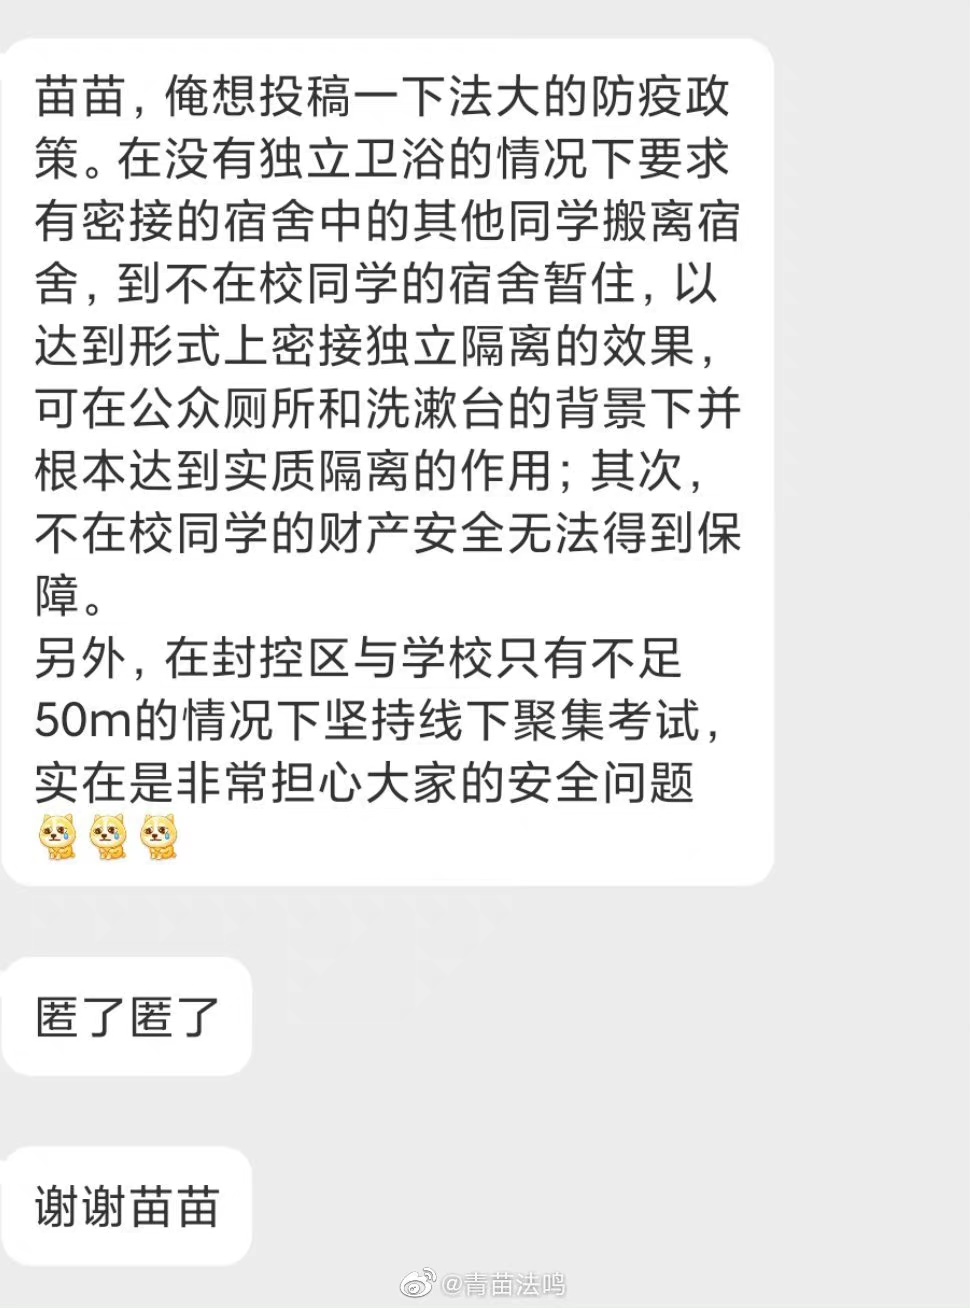 苗苗，俺想投稿一下法大的防疫政
策。在没有独立卫浴的情况下要求
有密接的宿舍中的其他同学搬离宿
舍，到不在校同学的宿舍暂住，以
达到形式上密接独立隔离的效果，
可在公众厕所和洗漱台的背景下并
根本达到实质隔离的作用；其次，
不在校同学的财产安全无法得到保
障。
另外，在封控区与学校只有不足
50m的情况下坚持线下聚集考试，
实在是非常担心大家的安全问题
匿了匿了
谢谢苗苗
@青苗法鸣